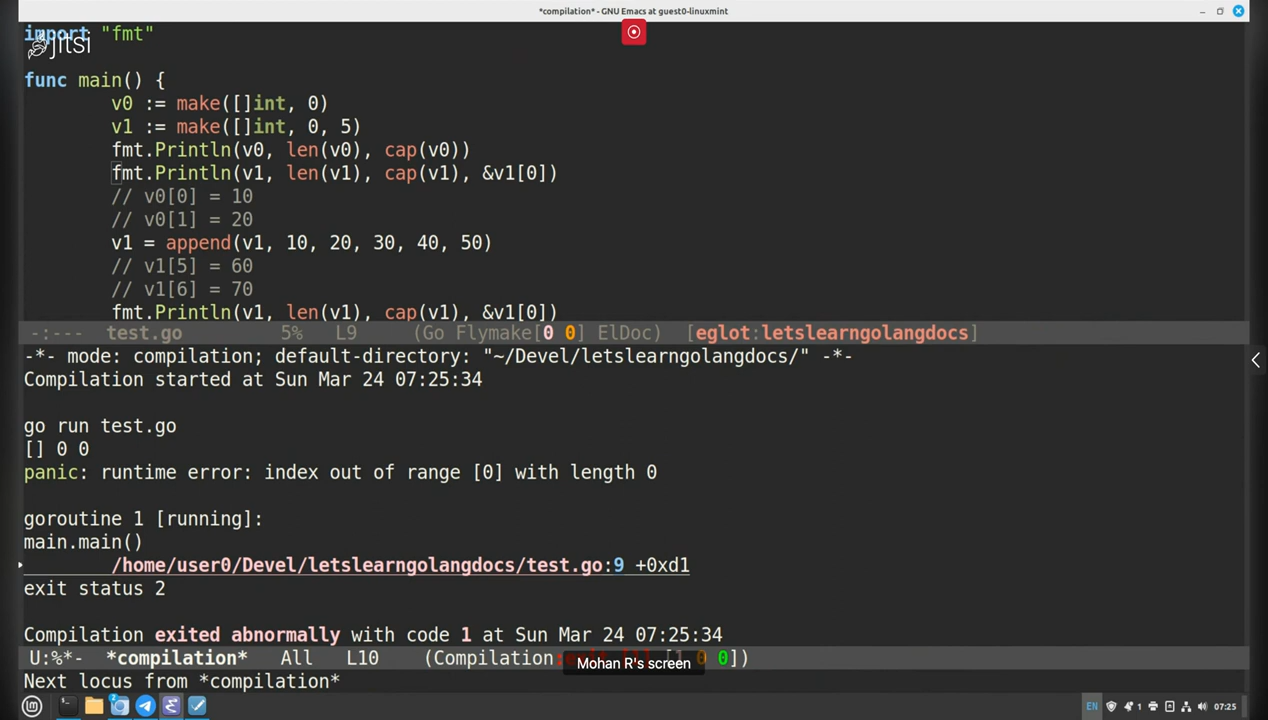 *compilation* - GNU Emacs at guest0-linuxmint
import "fmt"
jitsi
func main() {
v0 := make([]int, 0)
v1 := make([]int, 0, 5)
fmt.Println(v0, len(v0), cap(v0))
fmt.Println(v1, len(v1), cap(v1), &v1[0])
// v0[0] = 10
// v0[1] = 20
v1 = append(v1, 10, 20, 30, 40, 50)
// v1[5] = 60
// v1[6] = 70
fmt.Println(v1, len(v1), cap(v1), &v1[0])
-:--- test.go 5% L9 (Go Flymake[0 0] ElDoc) [eglot:letslearngolangdocs]
-*- mode: compilation; default-directory: "~/Devel/letslearngolangdocs/" -*-
Compilation started at Sun Mar 24 07:25:34
go run test.go
[] 0 0
panic: runtime error: index out of range [0] with length 0
goroutine 1 [running]:
main.main()
/home/user0/Devel/letslearngolangdocs/test.go:9 +0xd1
exit status 2
Compilation exited abnormally with code 1 at Sun Mar 24 07:25:34
U:%*- *compilation* All L10 (Compilation 0])
Mohan R's screen
Next locus from *compilation*
EN 1 07:25